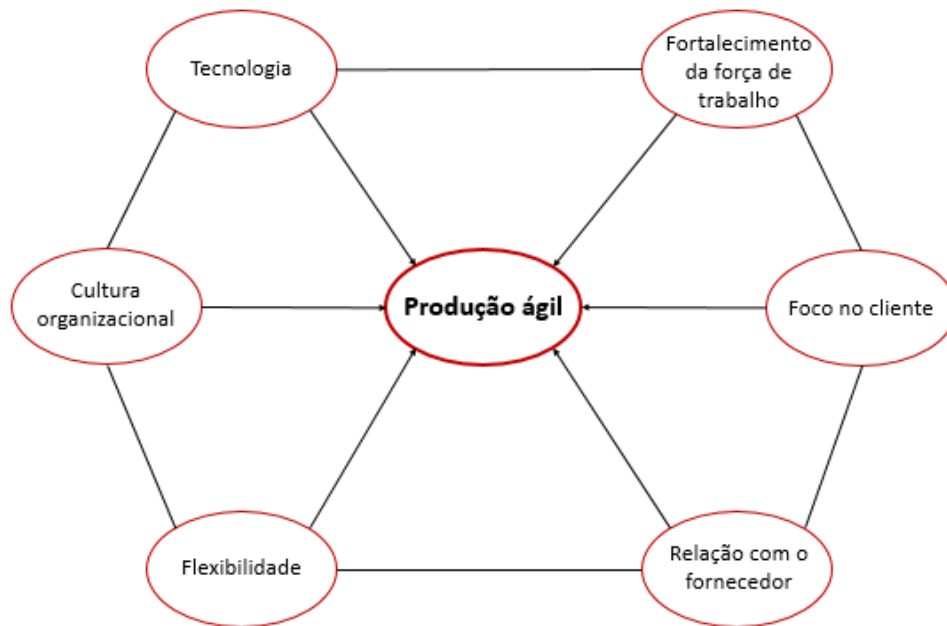 Tecnologia
Fortalecimento
da força de
trabalho
Cultura
organizacional
Produção ágil
Foco no cliente
Flexibilidade
Relação com o
fornecedor